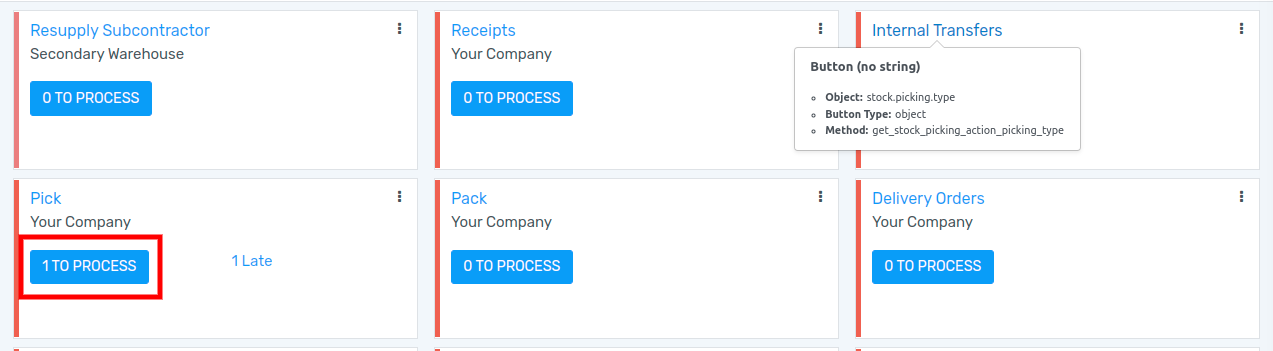 Resupply Subcontractor
Secondary Warehouse
0 TO PROCESS
Receipts
Your Company
0 TO PROCESS
Internal Transfers
Button (no string)
Object: stock.picking.type
Button Type: object
Method: get_stock_picking_action_picking_type
Pick
Your Company
1 TO PROCESS
1 Late
Pack
Your Company
0 TO PROCESS
Delivery Orders
Your Company
0 TO PROCESS